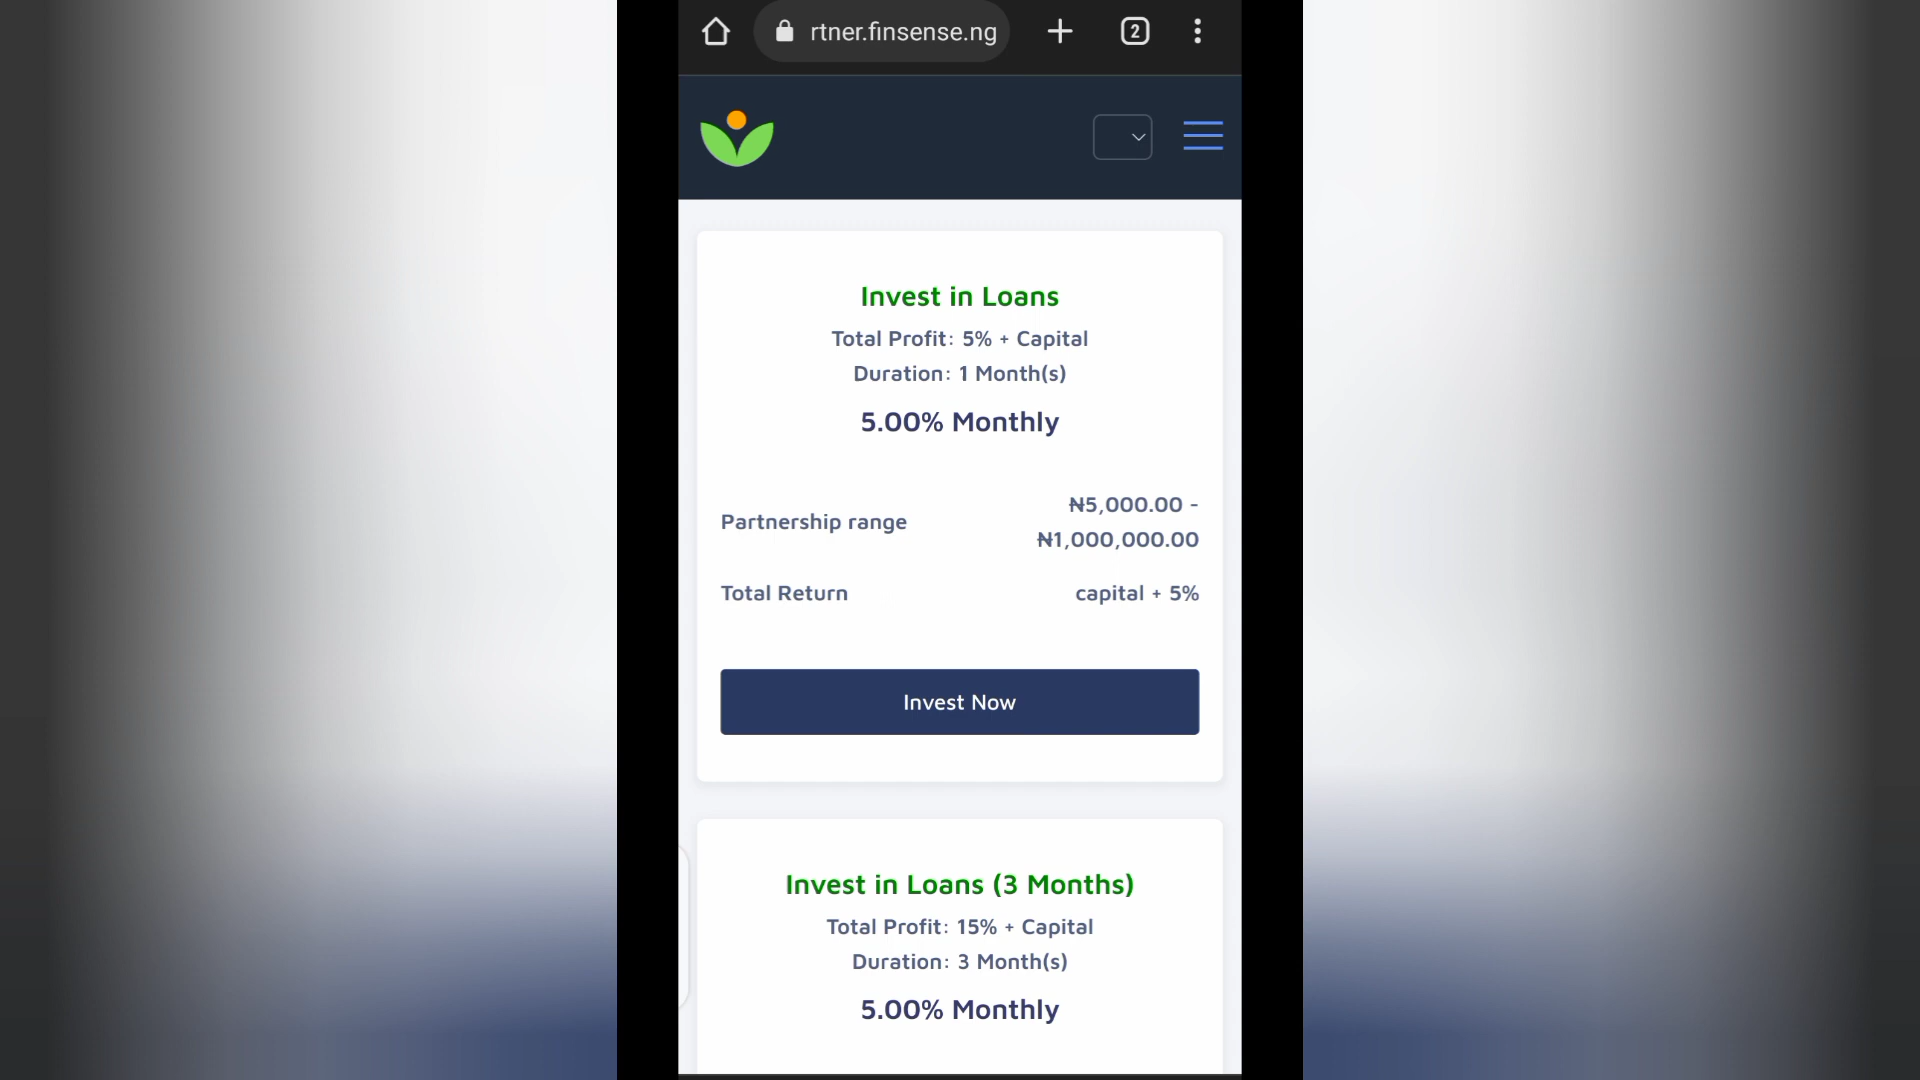 rtner.finsense.ng
2
Invest in Loans
Total Profit: 5% + Capital
Duration: 1 Month(s)
5.00% Monthly
Partnership range
₦5,000.00 -
₦1,000,000.00
Total Return
capital + 5%
Invest Now
Invest in Loans (3 Months)
Total Profit: 15% + Capital
Duration: 3 Month(s)
5.00% Monthly